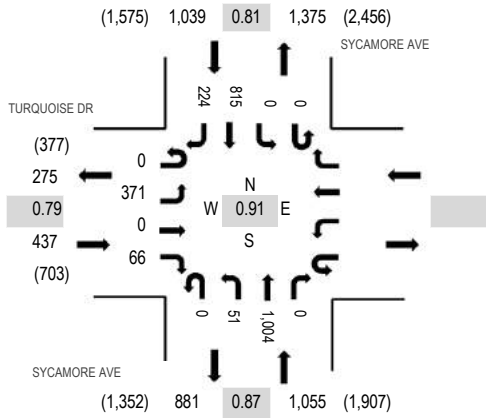 (1,575) 1,039 0.81 1,375 (2,456)
SYCAMORE AVE
224 815 0 0
TURQUOISE DR
(377)
275
0.79
437
(703)
0
371
0
66
N
W 0.91 E
S
0 51 1,004 0
SYCAMORE AVE
(1,352) 881 0.87 1,055 (1,907)